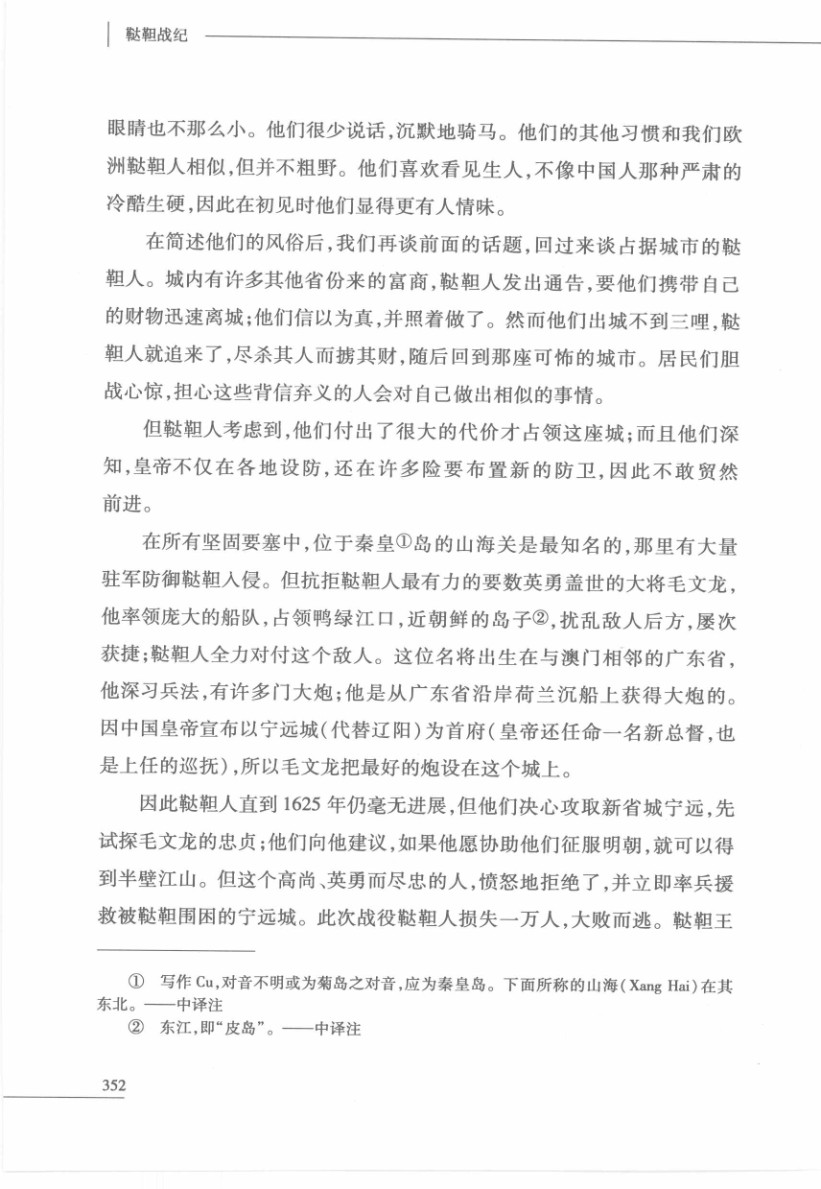 鞑靼战纪
眼睛也不那么小。他们很少说话,沉默地骑马。他们的其他习惯和我们欧
洲鞑靼人相似,但并不粗野。他们喜欢看见生人,不像中国人那种严肃的
冷酷生硬,因此在初见时他们显得更有人情味。
在简述他们的风俗后,我们再谈前面的话题,回过来谈占据城市的鞑
靼人。城内有许多其他省份来的富商,鞑靼人发出通告,要他们携带自己
的财物迅速离城;他们信以为真,并照着做了。然而他们出城不到三哩,鞑
靼人就追来了,尽杀其人而掳其财,随后回到那座可怖的城市。居民们胆
战心惊,担心这些背信弃义的人会对自己做出相似的事情。
但鞑靼人考虑到,他们付出了很大的代价才占领这座城;而且他们深
知,皇帝不仅在各地设防,还在许多险要布置新的防卫,因此不敢贸然
前进。
在所有坚固要塞中,位于秦皇①岛的山海关是最知名的,那里有大量
驻军防御鞑靼入侵。但抗拒鞑靼人最有力的要数英勇盖世的大将毛文龙,
他率领庞大的船队,占领鸭绿江口,近朝鲜的岛子②,扰乱敌人后方,屡次
获捷;鞑靼人全力对付这个敌人。这位名将出生在与澳门相邻的广东省,
他深习兵法,有许多门大炮;他是从广东省沿岸荷兰沉船上获得大炮的。
因中国皇帝宣布以宁远城(代替辽阳)为首府(皇帝还任命一名新总督,也
是上任的巡抚),所以毛文龙把最好的炮设在这个城上。
因此鞑靼人直到 1625 年仍毫无进展,但他们决心攻取新省城宁远,先
试探毛文龙的忠贞;他们向他建议,如果他愿协助他们征服明朝,就可以得
到半壁江山。但这个高尚、英勇而尽忠的人,愤怒地拒绝了,并立即率兵援
救被鞑靼围困的宁远城。此次战役鞑靼人损失一万人,大败而逃。鞑靼王
① 写作 Cu,对音不明或为菊岛之对音,应为秦皇岛。下面所称的山海(Xang Hai)在其
东北。——中译注
② 东江,即“皮岛”。——中译注
352